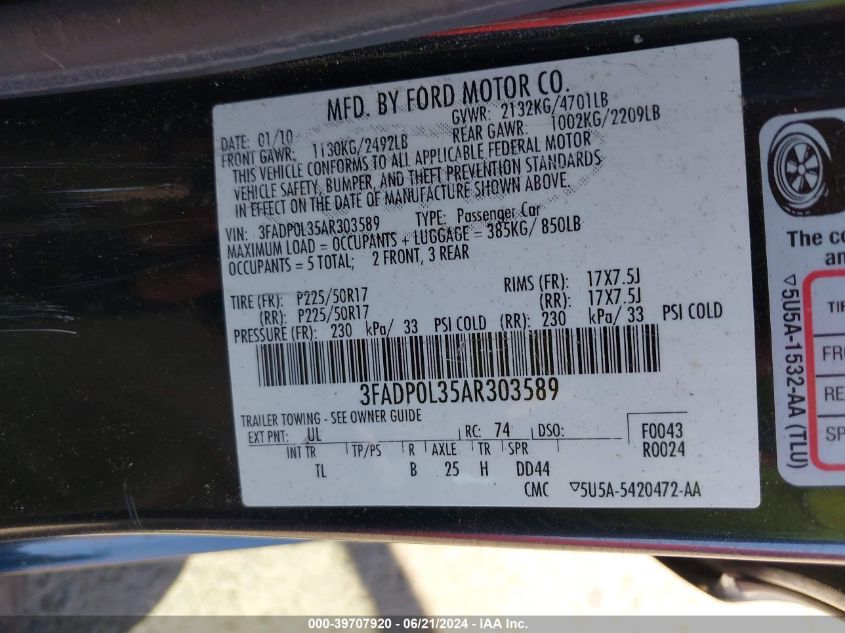 MFD. BY FORD MOTOR CO.
DATE: 01/10 GVWR: 2132KG/4701LB
FRONT GAWR: 1130KG/2492LB REAR GAWR: 1002KG/2209LB
THIS VEHICLE CONFORMS TO ALL APPLICABLE FEDERAL MOTOR
VEHICLE SAFETY, BUMPER, AND THEFT PREVENTION STANDARDS
IN EFFECT ON THE DATE OF MANUFACTURE SHOWN ABOVE.
VIN: 3FADP0L35AR303589 TYPE: Passenger Car
MAXIMUM LOAD = OCCUPANTS + LUGGAGE = 385KG/ 850LB
OCCUPANTS = 5 TOTAL; 2 FRONT, 3 REAR
TIRE (FR): P225/50R17 RIMS (FR): 17X7.5J
(RR): P225/50R17 (RR): 17X7.5J
PRESSURE (FR): 230 kPa/ 33 PSI COLD (RR): 230 kPa/ 33 PSI COLD
3FADP0L35AR303589
TRAILER TOWING - SEE OWNER GUIDE
EXT PNT: UL RC: 74 DSO: F0043
R0024
INT TR TP/PS R AXLE TR SPR
TL B 25 H DD44
CMC ▽5U5A-5420472-AA
The co
an
TIR
FRO
RE
SP
▽5U5A-1532-AA (TLU)
000-39707920 / 06/21/2024 / IAA Inc.